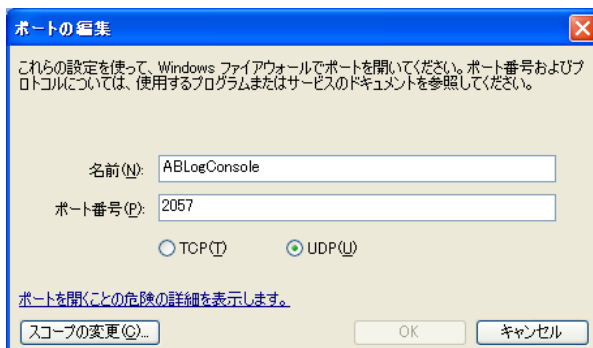 ポートの編集
これらの設定を使って、Windows ファイアウォールでポートを開いてください。ポート番号およびプ
ロトコルについては、使用するプログラムまたはサービスのドキュメントを参照してください。
名前(N): ABLogConsole
ポート番号(P): 2057
TCP(T) UDP(U)
ポートを開くことの危険の詳細を表示します。
スコープの変更(C)... OK キャンセル